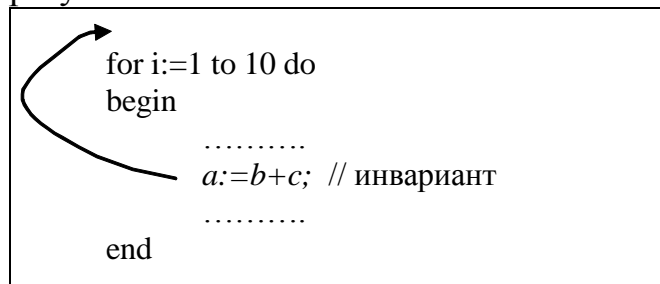 for i:=1 to 10 do
begin
……….
a:=b+c; // инвариант
……….
end